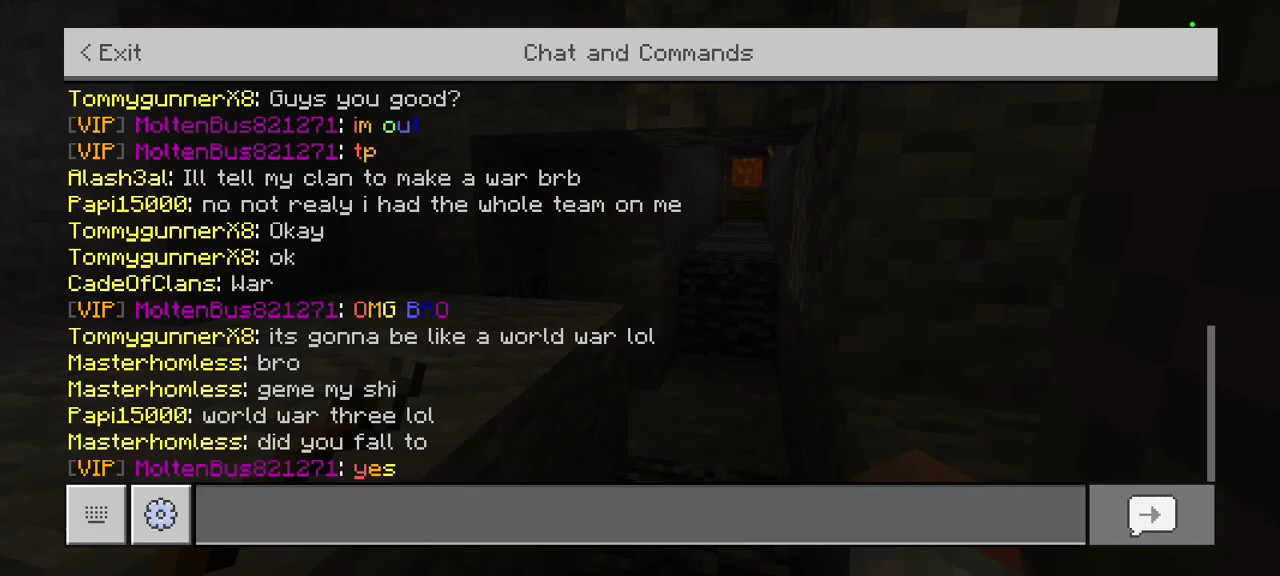 < Exit
Chat and Commands
TommygunnerX8: Guys you good?
[VIP] MoltenBus821271: im out
[VIP] MoltenBus821271: tp
Alash3al: Ill tell my clan to make a war brb
Papi15000: no not realy i had the whole team on me
TommygunnerX8: Okay
TommygunnerX8: ok
CadeOfClans: War
[VIP] MoltenBus821271: OMG BRO
TommygunnerX8: its gonna be like a world war lol
Masterhomless: bro
Masterhomless: geme my shi
Papi15000: world war three lol
Masterhomless: did you fall to
[VIP] MoltenBus821271: yes